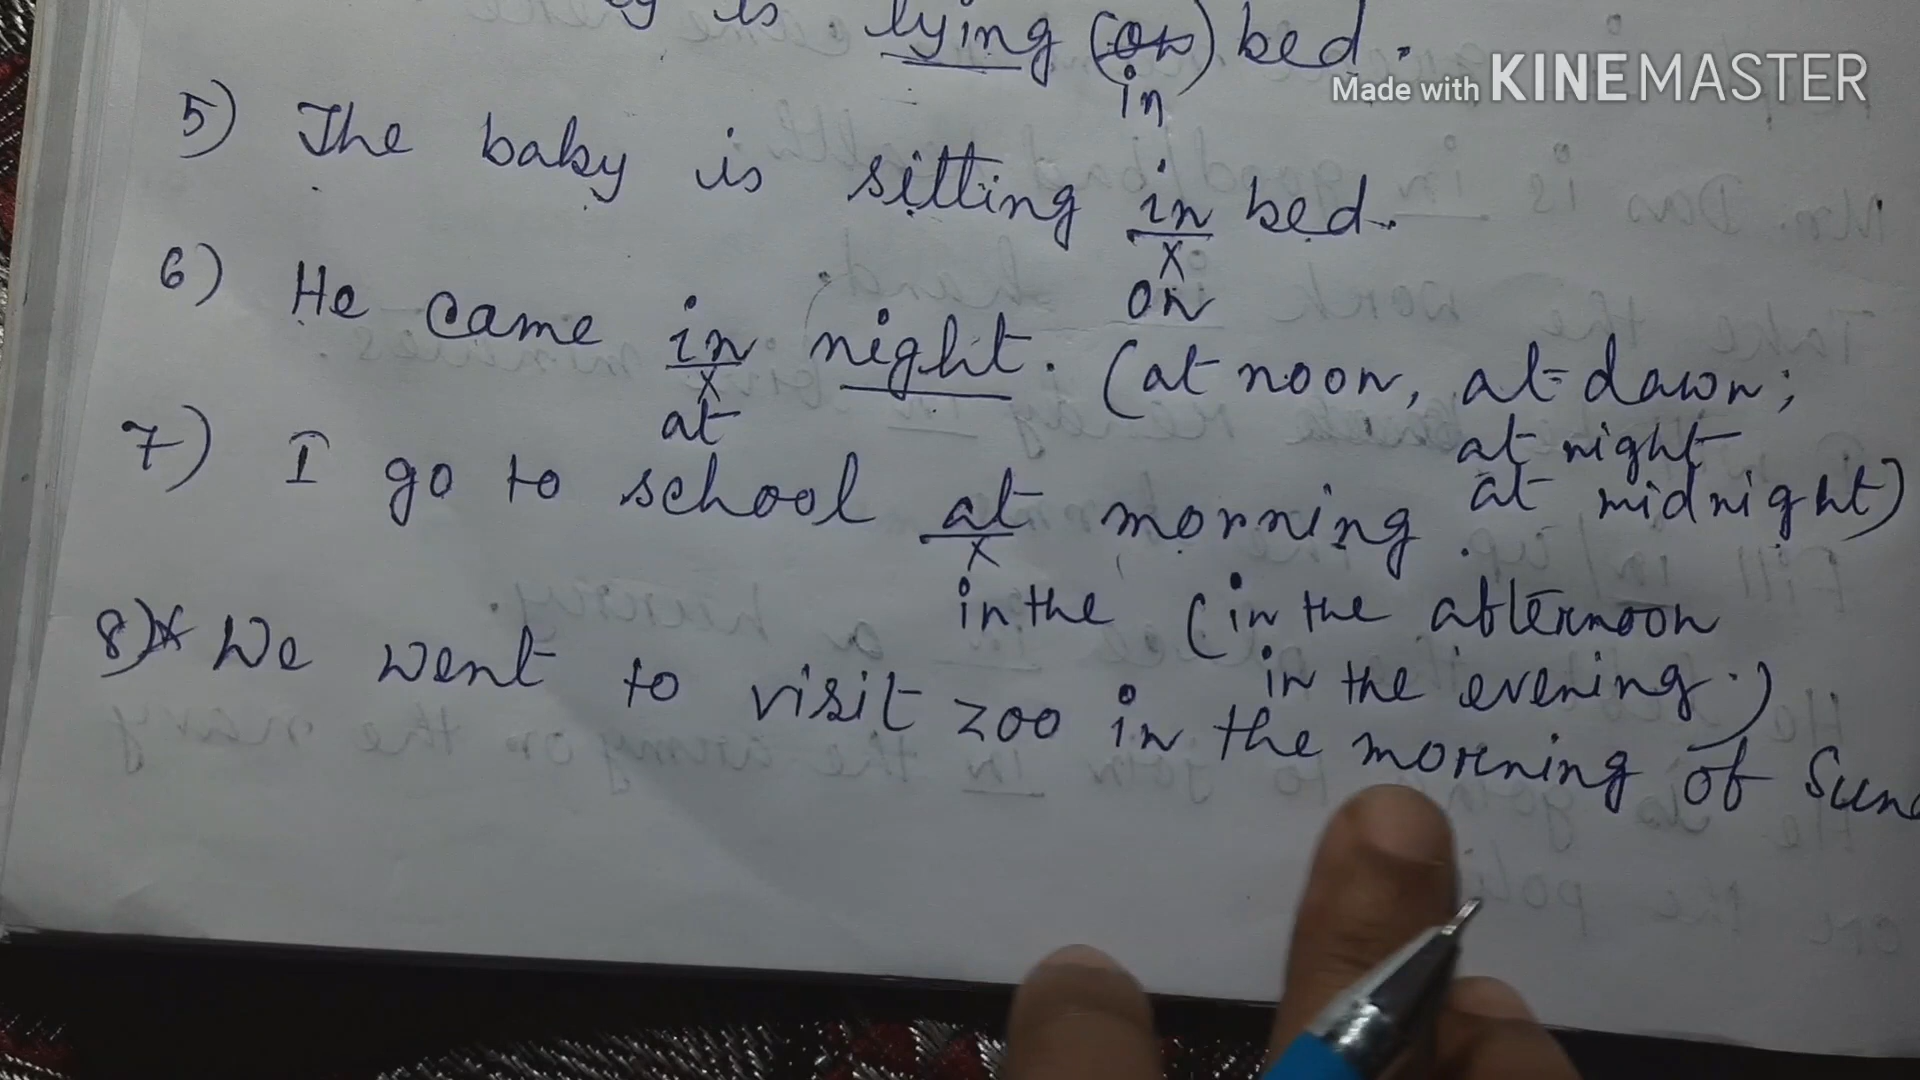 is lying (on) bed.
in
Made with KINEMASTER
5) The baby is sitting in bed.
x
on
6) He came in night. (at noon, at dawn;
x
at
at night
at midnight)
7) I go to school at morning.
x
in the (in the afternoon
in the evening.)
8) x We went to visit zoo in the morning of Sun